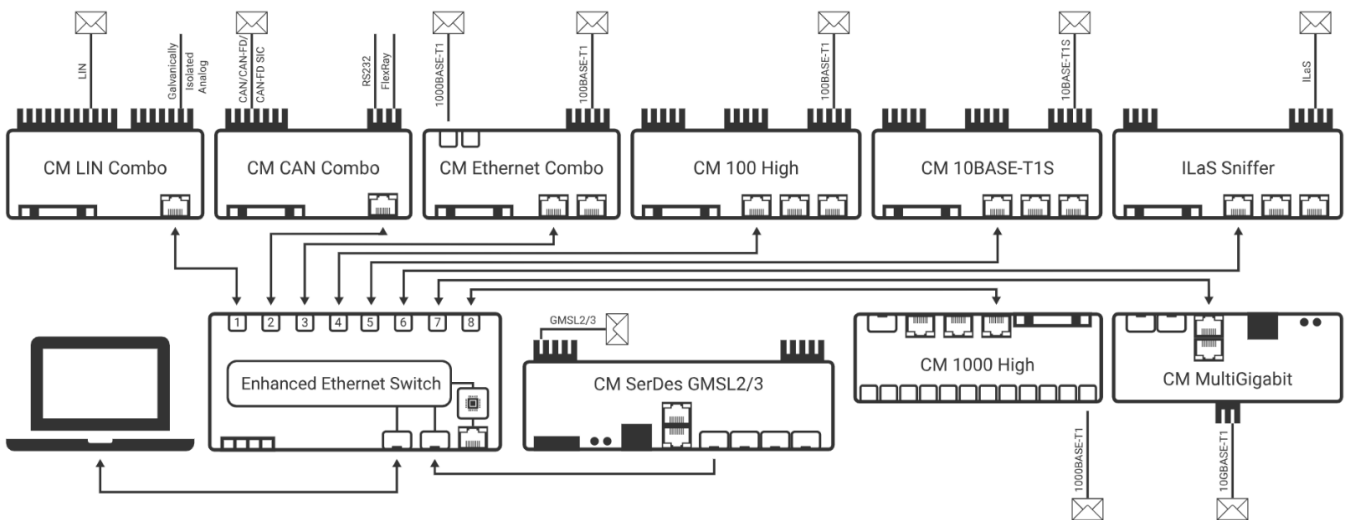 LIN
Galvanically
Isolated
Analog
CAN/CAN-FD/
CAN-FD SIC
RS232
FlexRay
1000BASE-T1
100BASE-T1
100BASE-T1
10BASE-T1S
ILaS
CM LIN Combo
CM CAN Combo
CM Ethernet Combo
CM 100 High
CM 10BASE-T1S
ILaS Sniffer
1 2 3 4 5 6 7 8
Enhanced Ethernet Switch
GMSL2/3
CM SerDes GMSL2/3
CM 1000 High
CM MultiGigabit
1000BASE-T1
10GBASE-T1